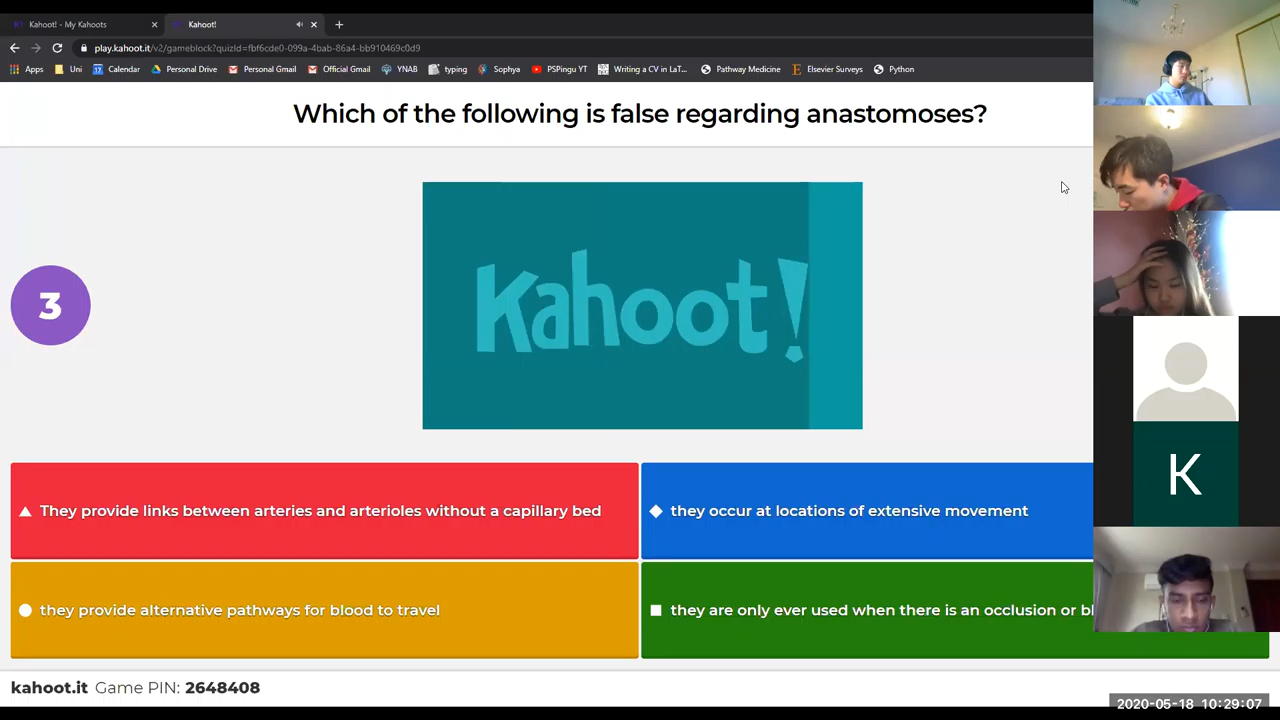 Kahoot! - My Kahoots
Kahoot!
play.kahoot.it/v2/gameblock?quizId=fbf6cde0-099a-4bab-86a4-bb910469c0d9
Apps Uni Calendar Personal Drive Personal Gmail Official Gmail YNAB typing Sophya PSPingu YT Writing a CV in LaT... Pathway Medicine Elsevier Surveys Python
Which of the following is false regarding anastomoses?
3
Kahoot!
They provide links between arteries and arterioles without a capillary bed
they occur at locations of extensive movement
they provide alternative pathways for blood to travel
they are only ever used when there is an occlusion or
K
kahoot.it Game PIN: 2648408
2020-05-18 10:29:07